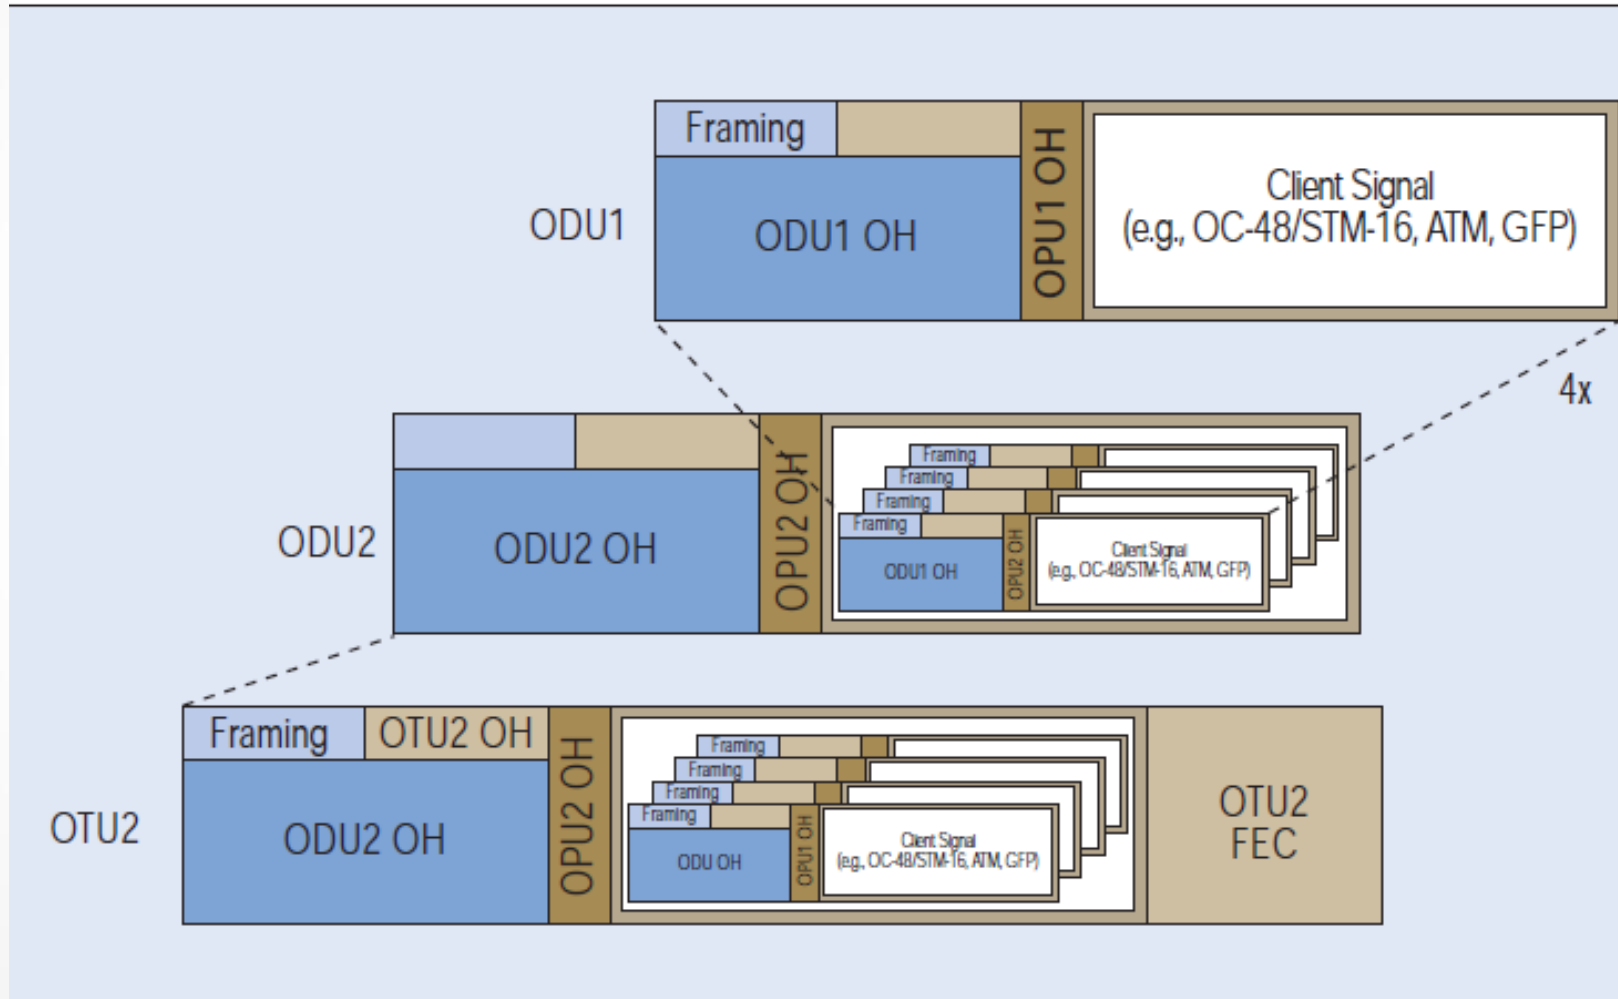 Framing
OPU1 OH
ODU1
ODU1 OH
Client Signal
(e.g., OC-48/STM-16, ATM, GFP)
4x
ODU2
ODU2 OH
OPU2 OH
Framing
Framing
Framing
Framing
ODU1 OH
OPU2 OH
Client Signal
(e.g., OC-48/STM-16, ATM, GFP)
OTU2
Framing
OTU2 OH
ODU2 OH
OPU2 OH
Framing
Framing
Framing
Framing
ODU OH
OPU1 OH
Client Signal
(e.g., OC-48/STM-16, ATM, GFP)
OTU2
FEC